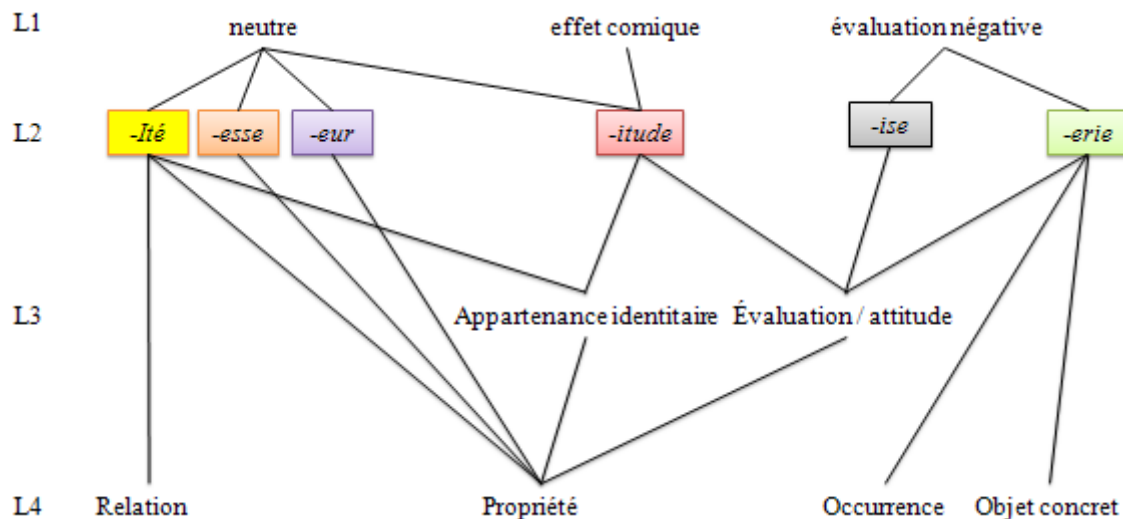 L1 neutre effet comique évaluation négative
L2 -Ité -esse -eur -itude -ise -erie
L3 Appartenance identitaire Évaluation / attitude
L4 Relation Propriété Occurrence Objet concret